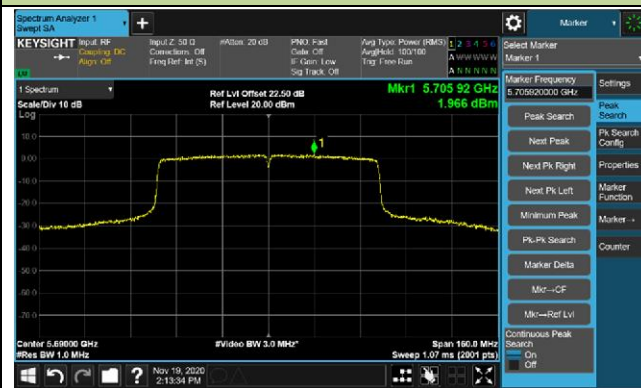 Spectrum Analyzer 1
Swept SA
+
Marker
KEYSIGHT
Input: RF
Coupling: DC
Align: Off
Input Z: 50 Ω
Corrections: Off
Freq Ref: Int (S)
#Atten: 20 dB
PNO: Fast
Gate: Off
IF Gain: Low
Sig Track: Off
Avg Type: Power (RMS)
Avg|Hold: 100/100
Trig: Free Run
1 2 3 4 5 6
A W W W W W
A N N N N N
Select Marker
Marker 1
LXI
1 Spectrum
Scale/Div 10 dB
Log
Ref Lvl Offset 22.50 dB
Ref Level 20.00 dBm
Mkr1 5.705 92 GHz
1.966 dBm
Marker Frequency
5.705920000 GHz
Settings
Peak Search
Next Peak
Next Pk Right
Next Pk Left
Minimum Peak
Pk-Pk Search
Marker Delta
Mkr→CF
Mkr→Ref Lvl
Continuous Peak
Search
On
Off
Peak
Search
Pk Search
Config
Properties
Marker
Function
Marker→
Counter
10.0
0.00
-10.0
-20.0
-30.0
-40.0
-50.0
-60.0
-70.0
1
Center 5.69000 GHz
#Res BW 1.0 MHz
#Video BW 3.0 MHz*
Span 160.0 MHz
Sweep 1.07 ms (2001 pts)
?
Nov 19, 2020
2:13:34 PM